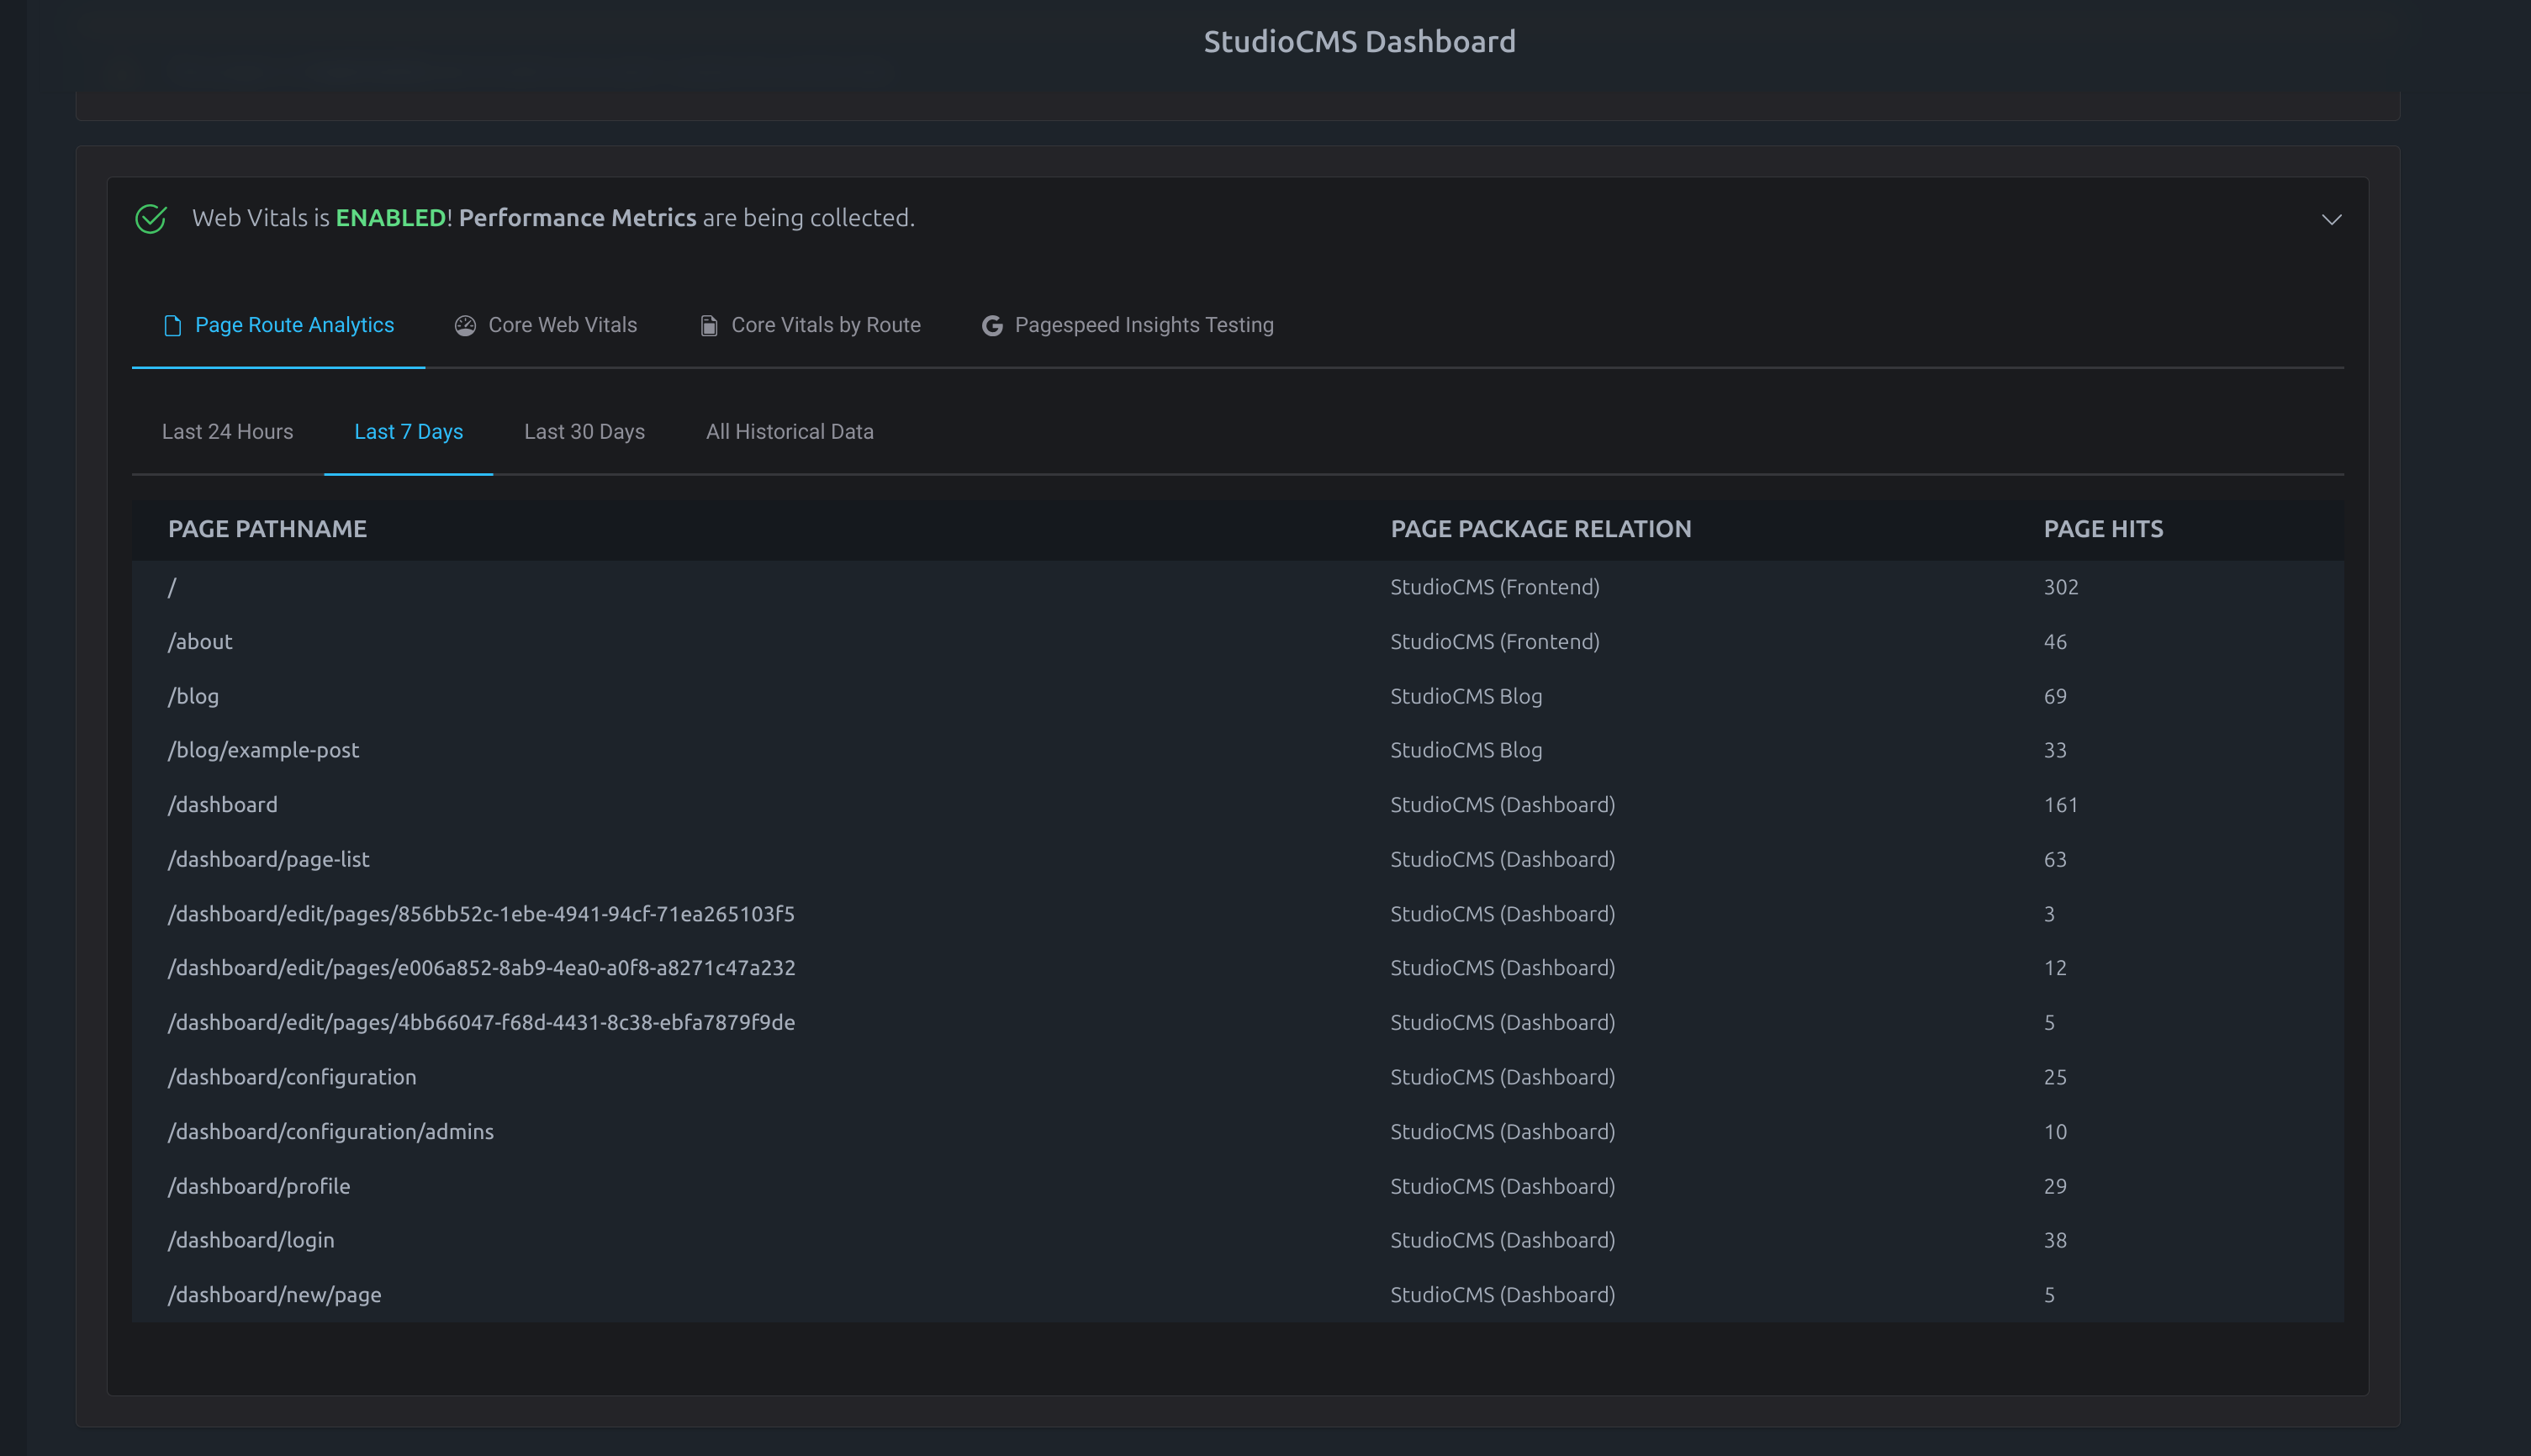 StudioCMS Dashboard
Web Vitals is ENABLED! Performance Metrics are being collected.
Page Route Analytics Core Web Vitals Core Vitals by Route Pagespeed Insights Testing
Last 24 Hours Last 7 Days Last 30 Days All Historical Data
PAGE PATHNAME PAGE PACKAGE RELATION PAGE HITS
/ StudioCMS (Frontend) 302
/about StudioCMS (Frontend) 46
/blog StudioCMS Blog 69
/blog/example-post StudioCMS Blog 33
/dashboard StudioCMS (Dashboard) 161
/dashboard/page-list StudioCMS (Dashboard) 63
/dashboard/edit/pages/856bb52c-1ebe-4941-94cf-71ea265103f5 StudioCMS (Dashboard) 3
/dashboard/edit/pages/e006a852-8ab9-4ea0-a0f8-a8271c47a232 StudioCMS (Dashboard) 12
/dashboard/edit/pages/4bb66047-f68d-4431-8c38-ebfa7879f9de StudioCMS (Dashboard) 5
/dashboard/configuration StudioCMS (Dashboard) 25
/dashboard/configuration/admins StudioCMS (Dashboard) 10
/dashboard/profile StudioCMS (Dashboard) 29
/dashboard/login StudioCMS (Dashboard) 38
/dashboard/new/page StudioCMS (Dashboard) 5